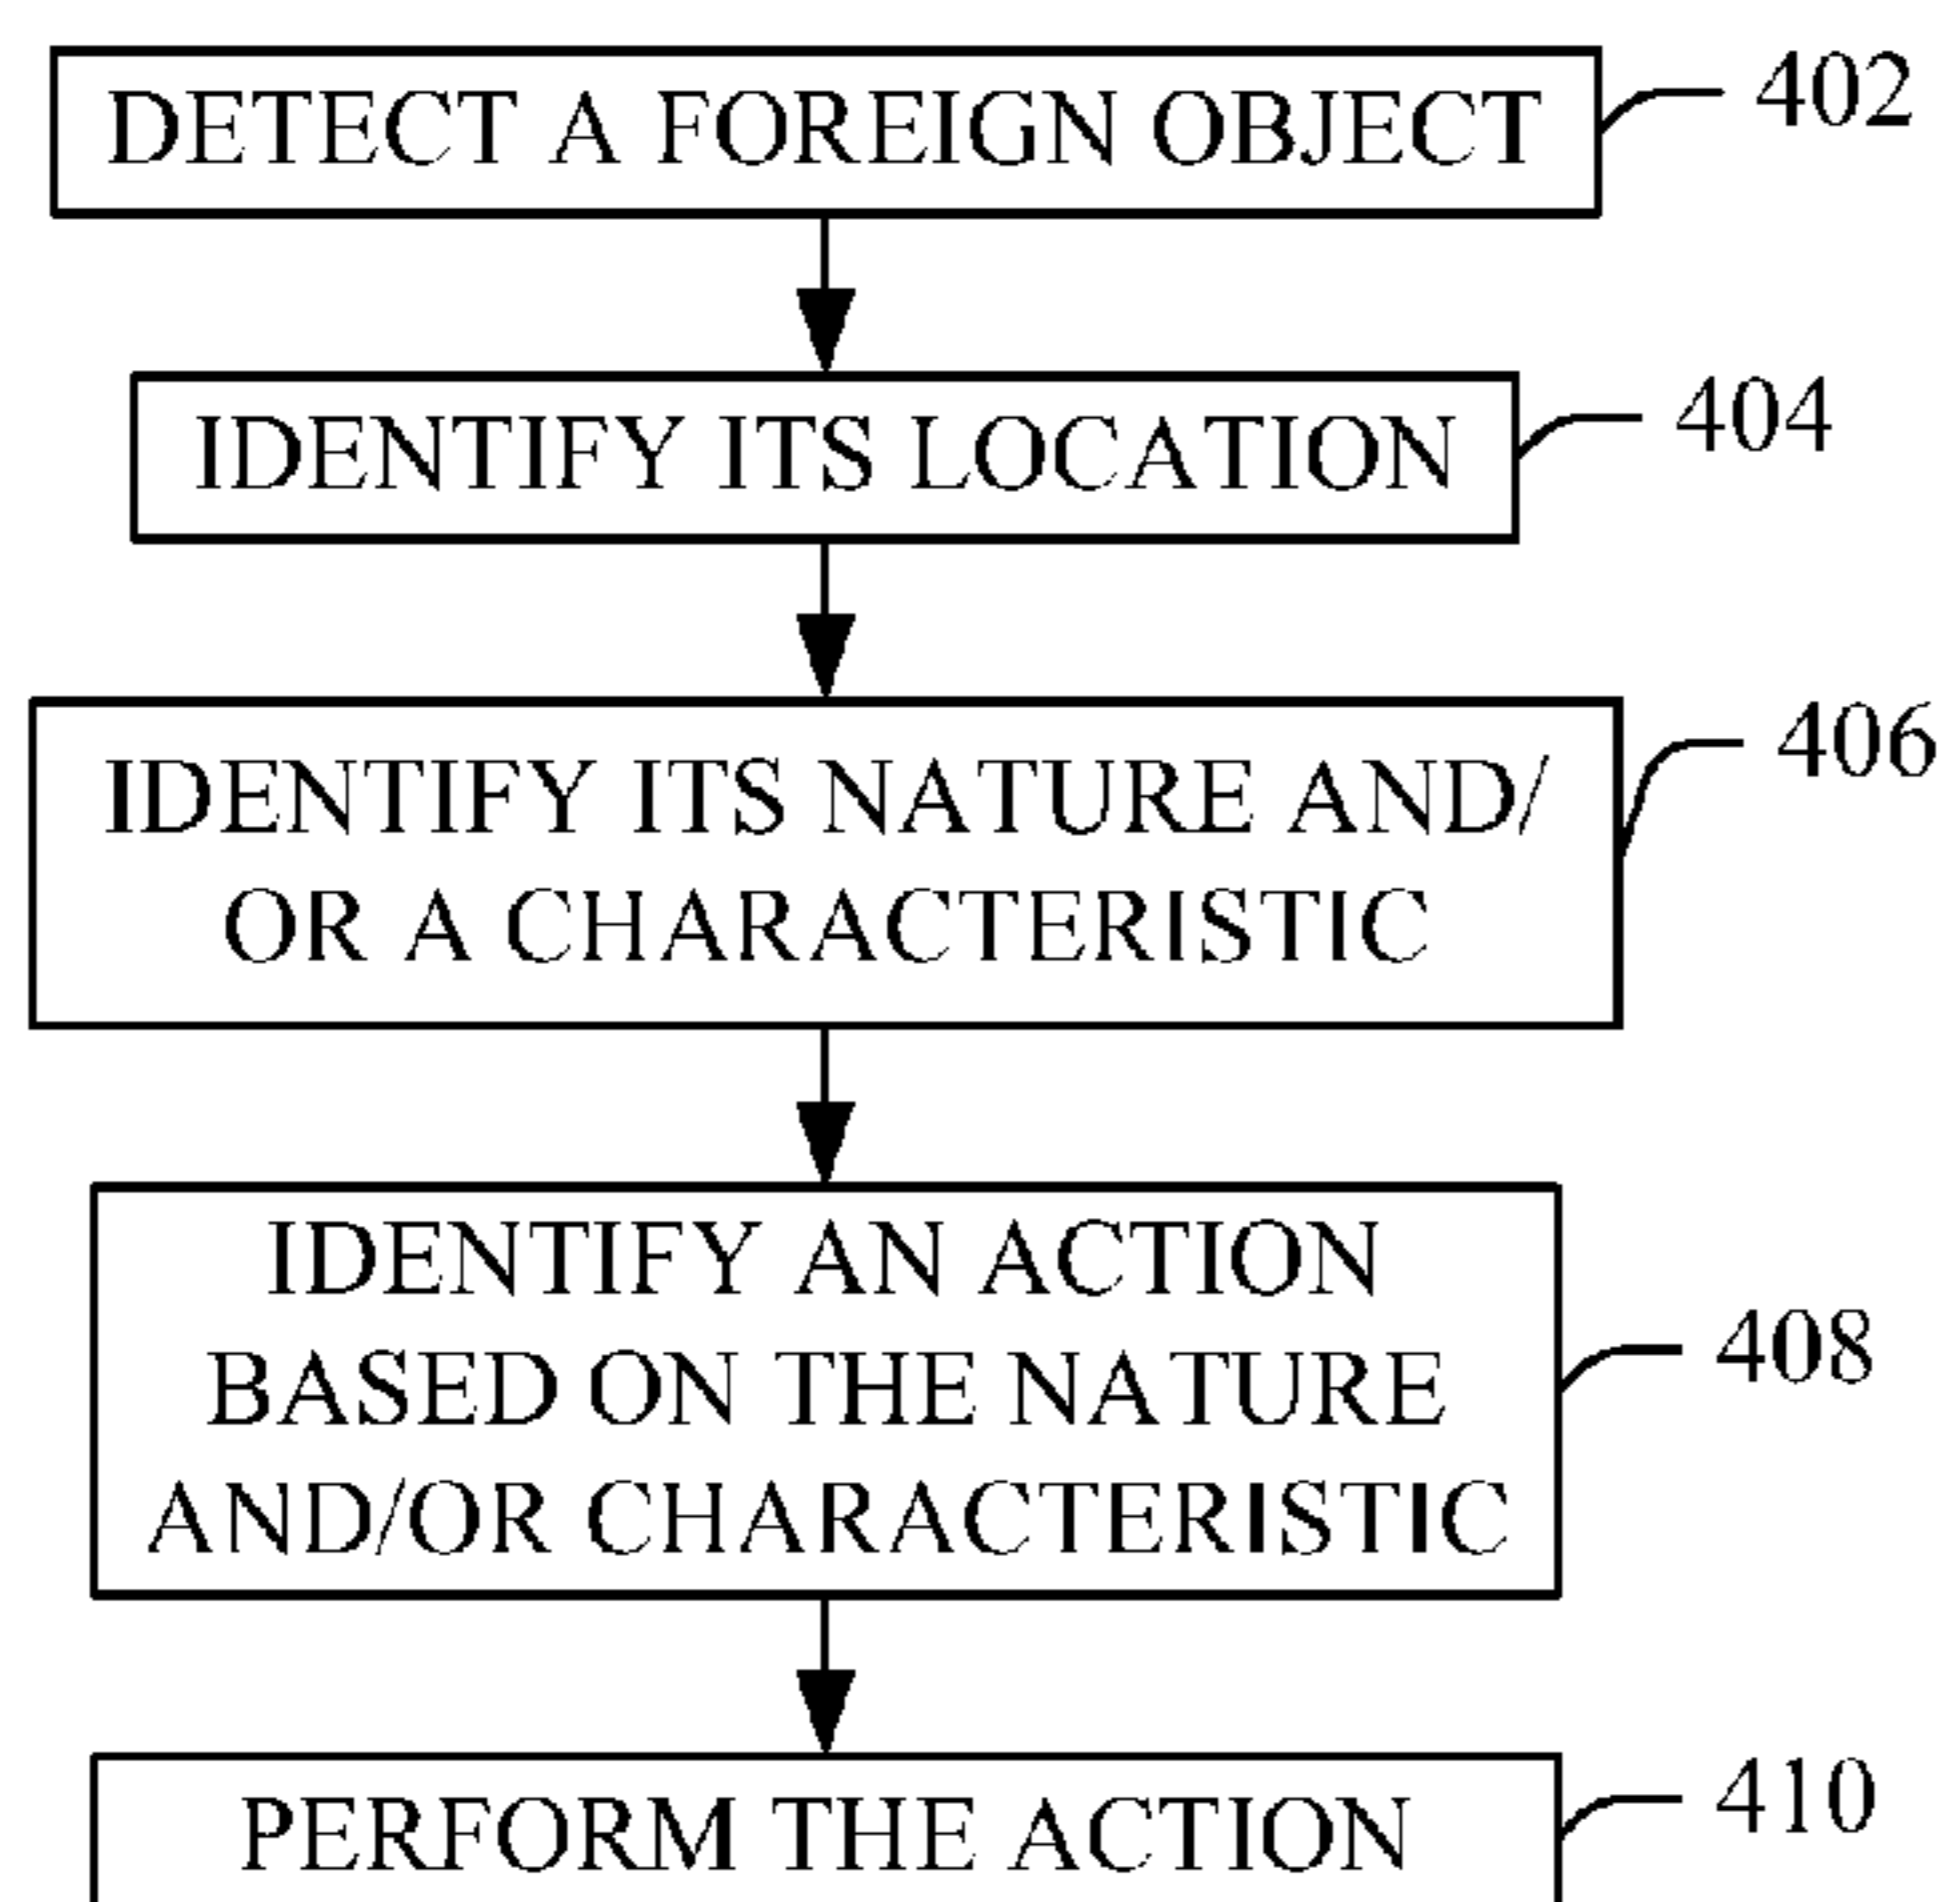 DETECT A FOREIGN OBJECT
402
IDENTIFY ITS LOCATION
404
IDENTIFY ITS NATURE AND/
OR A CHARACTERISTIC
406
IDENTIFY AN ACTION
BASED ON THE NATURE
AND/OR CHARACTERISTIC
408
PERFORM THE ACTION
410